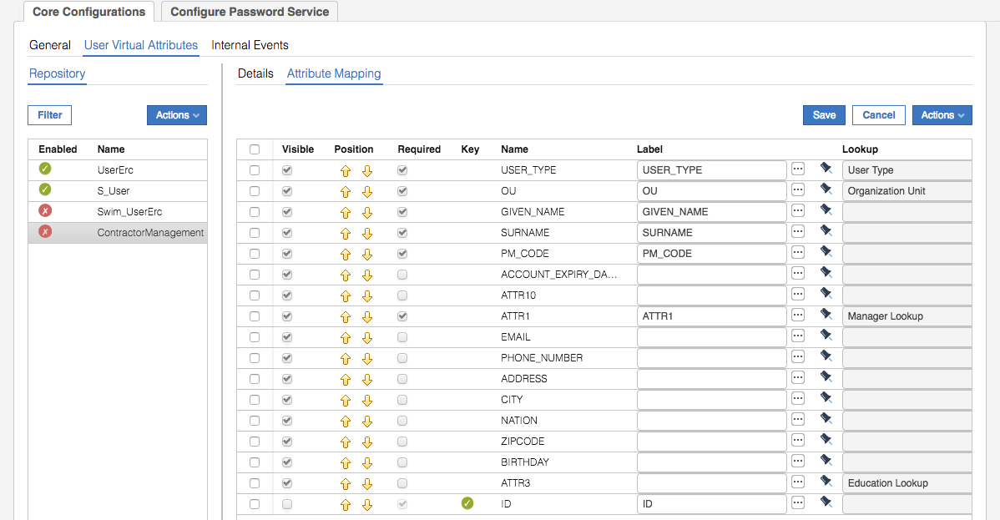 Core Configurations Configure Password Service
General User Virtual Attributes Internal Events
Repository Details Attribute Mapping
Filter Actions Save Cancel Actions
Enabled Name Visible Position Required Key Name Label Lookup
UserErc USER_TYPE USER_TYPE ... User Type
S_User OU OU ... Organization Unit
Swim_UserErc GIVEN_NAME GIVEN_NAME ...
ContractorManagement SURNAME SURNAME ...
PM_CODE PM_CODE ...
ACCOUNT_EXPIRY_DA... ...
ATTR10 ...
ATTR1 ATTR1 ... Manager Lookup
EMAIL ...
PHONE_NUMBER ...
ADDRESS ...
CITY ...
NATION ...
ZIPCODE ...
BIRTHDAY ...
ATTR3 ... Education Lookup
ID ID ...